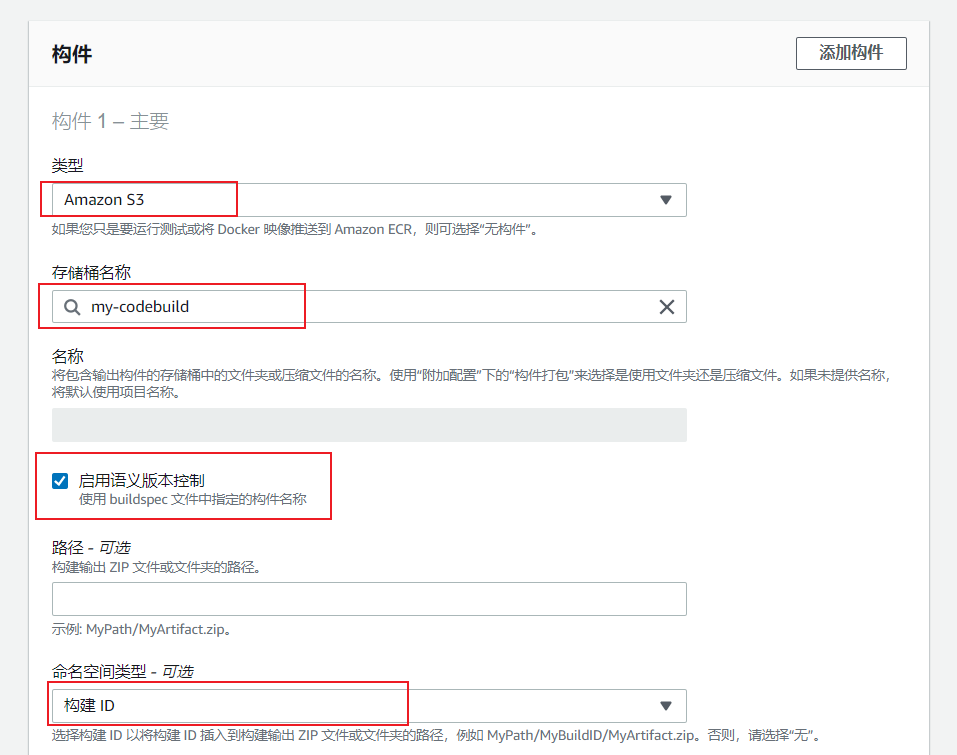 构件
添加构件
构件 1 – 主要
类型
Amazon S3
如果您只是要运行测试或将 Docker 映像推送到 Amazon ECR，则可选择“无构件”。
存储桶名称
my-codebuild
名称
将包含输出构件的存储桶中的文件夹或压缩文件的名称。使用“附加配置”下的“构件打包”来选择是使用文件夹还是压缩文件。如果未提供名称，
将默认使用项目名称。
启用语义版本控制
使用 buildspec 文件中指定的构件名称
路径 - 可选
构建输出 ZIP 文件或文件夹的路径。
示例: MyPath/MyArtifact.zip。
命名空间类型 - 可选
构建 ID
选择构建 ID 以将构建 ID 插入到构建输出 ZIP 文件或文件夹的路径，例如 MyPath/MyBuildID/MyArtifact.zip。否则，请选择“无”。